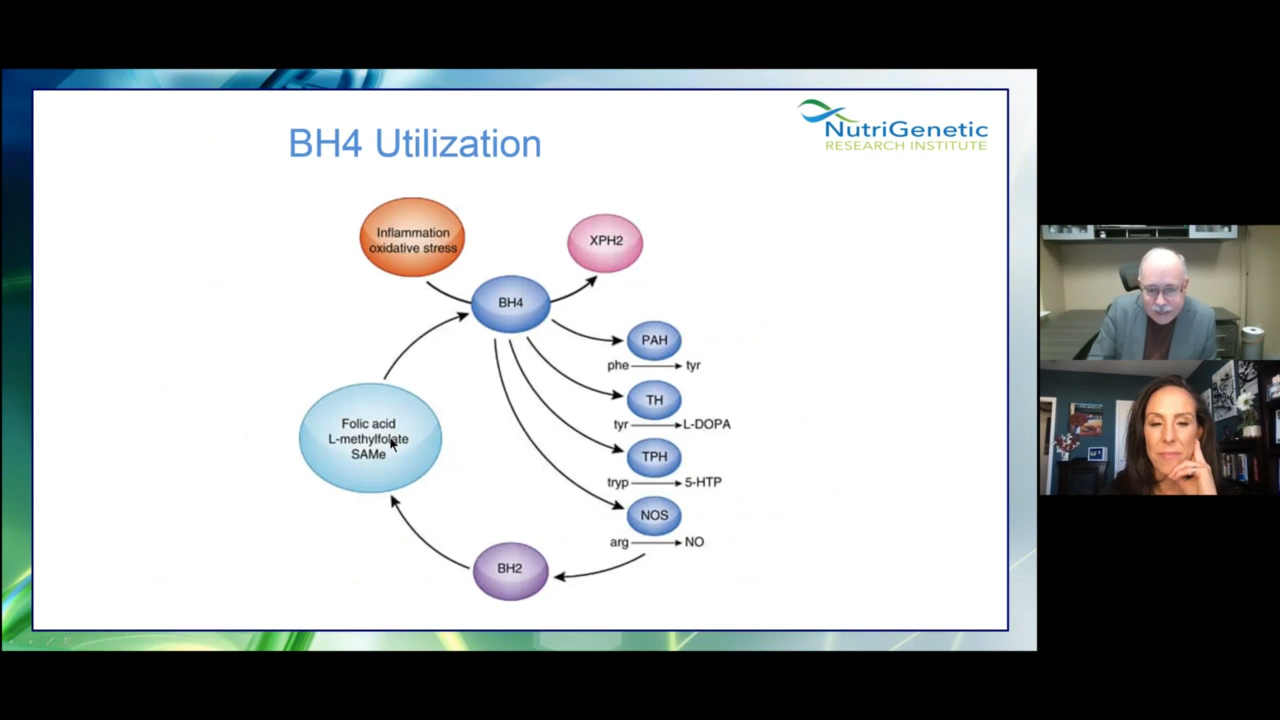 BH4 Utilization
NutriGenetic
RESEARCH INSTITUTE
Inflammation
oxidative stress
XPH2
BH4
PAH
phe tyr
TH
tyr L-DOPA
Folic acid
L-methylfolate
SAMe
TPH
tryp 5-HTP
NOS
arg NO
BH2